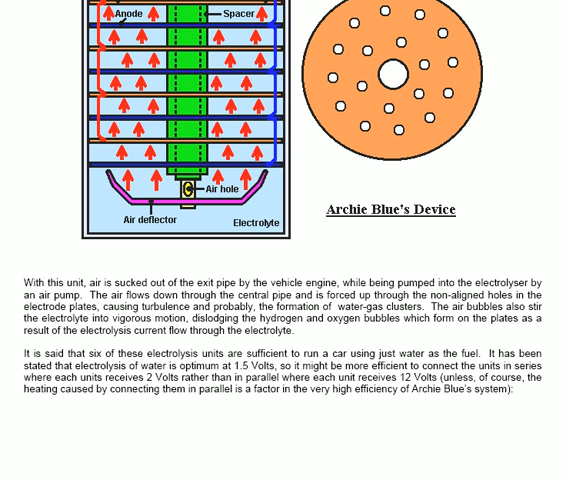 Anode
Spacer
Air hole
Air deflector
Electrolyte
Archie Blue's Device
With this unit, air is sucked out of the exit pipe by the vehicle engine, while being pumped into the electrolyser by
an air pump. The air flows down through the central pipe and is forced up through the non-aligned holes in the
electrode plates, causing turbulence and probably, the formation of water-gas clusters. The air bubbles also stir
the electrolyte into vigorous motion, dislodging the hydrogen and oxygen bubbles which form on the plates as a
result of the electrolysis current flow through the electrolyte.
It is said that six of these electrolysis units are sufficient to run a car using just water as the fuel. It has been
stated that electrolysis of water is optimum at 1.5 Volts, so it might be more efficient to connect the units in series
where each units receives 2 Volts rather than in parallel where each unit receives 12 Volts (unless, of course, the
heating caused by connecting them in parallel is a factor in the very high efficiency of Archie Blue's system):